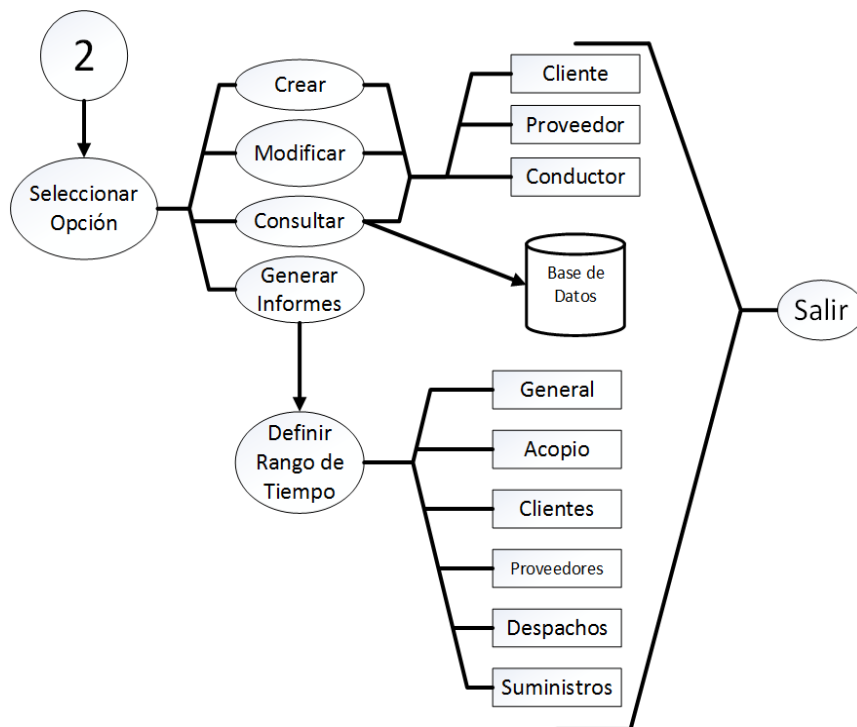 2
Seleccionar
Opción
Crear
Modificar
Consultar
Generar
Informes
Cliente
Proveedor
Conductor
Base de
Datos
Salir
Definir
Rango de
Tiempo
General
Acopio
Clientes
Proveedores
Despachos
Suministros